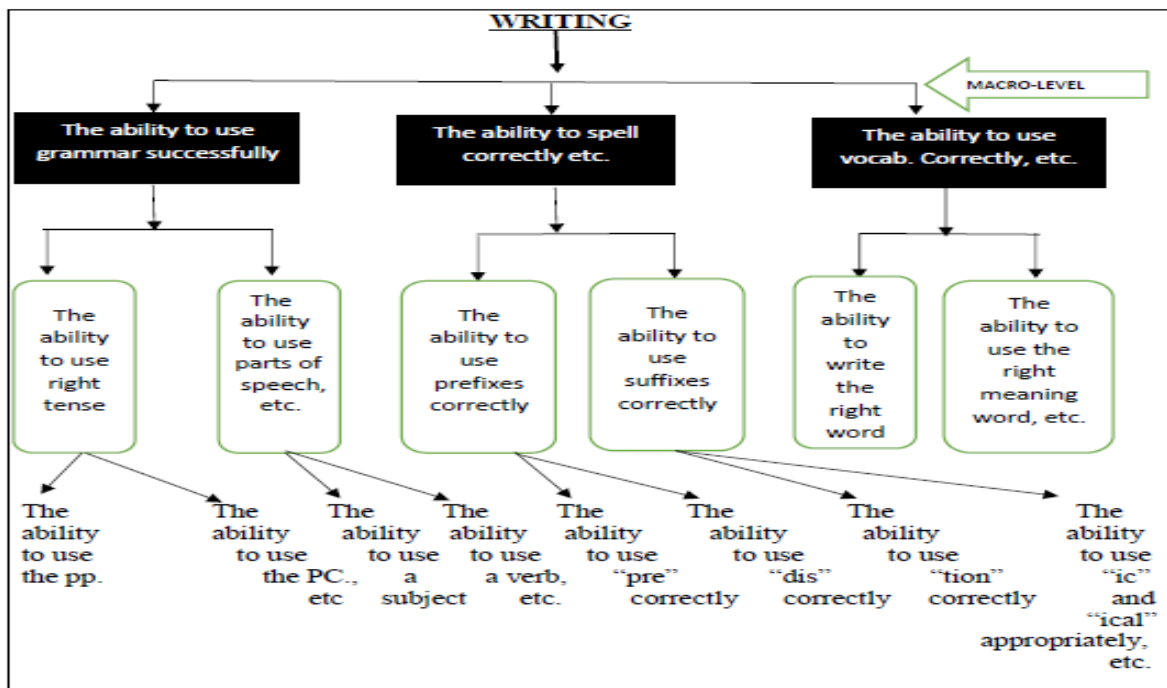 WRITING
MACRO-LEVEL
The ability to use
grammar successfully
The ability to spell
correctly etc.
The ability to use
vocab. Correctly, etc.
The
ability
to use
right
tense
The
ability
to use
parts of
speech,
etc.
The
ability to
use
prefixes
correctly
The
ability to
use
suffixes
correctly
The
ability
to
write
the
right
word
The
ability to
use the
right
meaning
word, etc.
The
ability
to use
the pp.
The
ability
to use
the PC.,
etc
The
ability
to use
a
subject
The
ability
to use
a verb,
etc.
The
ability
to use
“pre”
correctly
The
ability
to use
“dis”
correctly
The
ability
to use
“tion”
correctly
The
ability
to use
“ic”
and
“ical”
appropriately,
etc.